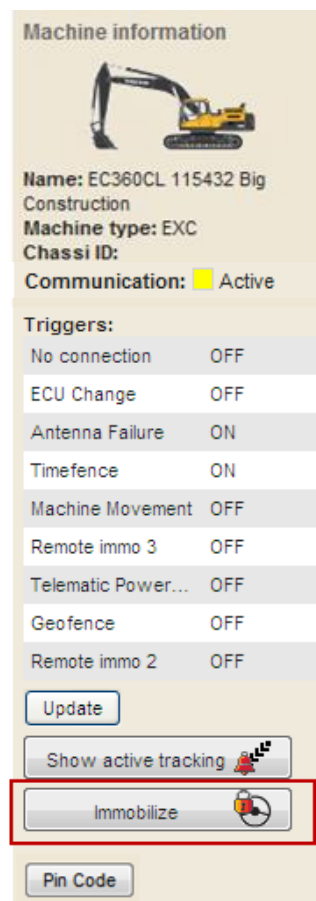 Machine information
Name: EC360CL 115432 Big
Construction
Machine type: EXC
Chassi ID:
Communication: Active
Triggers:
No connection OFF
ECU Change OFF
Antenna Failure ON
Timefence ON
Machine Movement OFF
Remote immo 3 OFF
Telematic Power... OFF
Geofence OFF
Remote immo 2 OFF
Update
Show active tracking
Immobilize
Pin Code